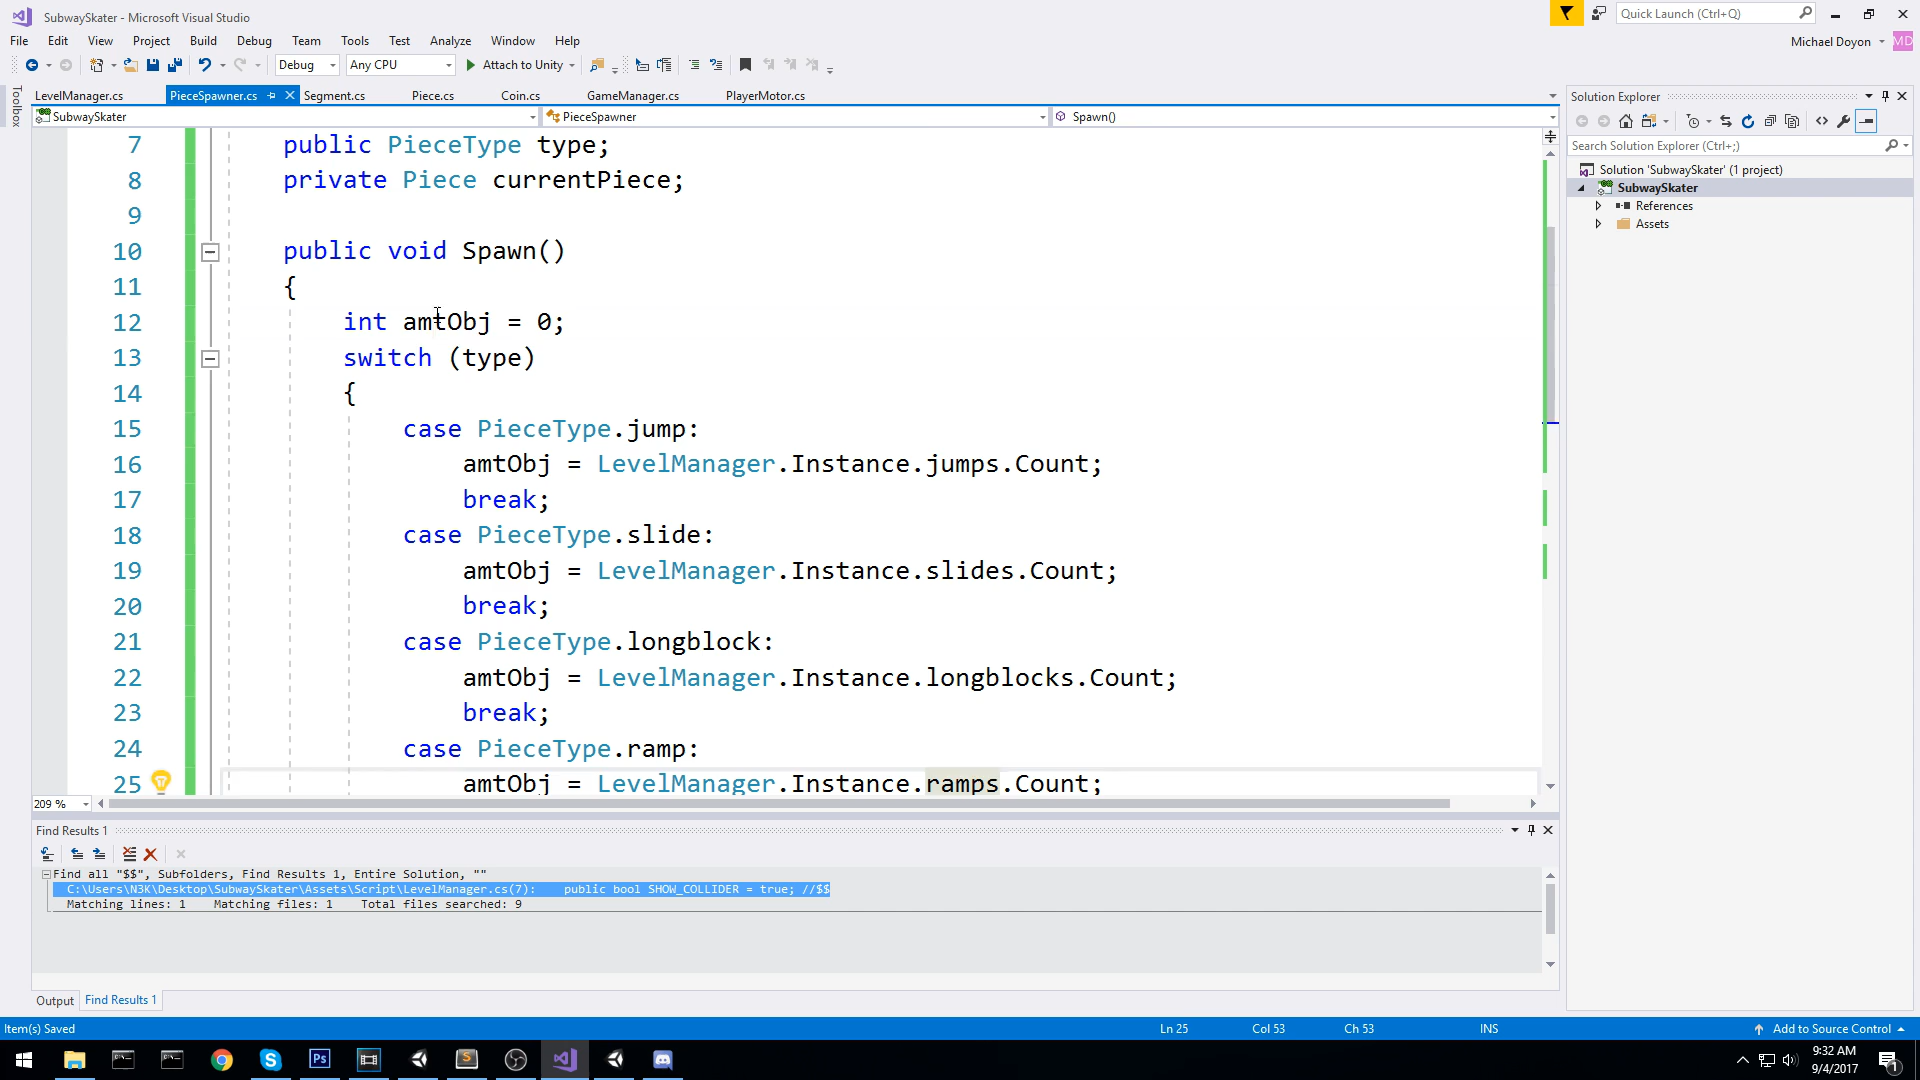 SubwaySkater - Microsoft Visual Studio
Quick Launch (Ctrl+Q)
File Edit View Project Build Debug Team Tools Test Analyze Window Help
Michael Doyon MD
Debug Any CPU Attach to Unity
Toolbox
LevelManager.cs PieceSpawner.cs Segment.cs Piece.cs Coin.cs GameManager.cs PlayerMotor.cs
SubwaySkater PieceSpawner Spawn()
7 public PieceType type;
8 private Piece currentPiece;
9
10 public void Spawn()
11 {
12 int amtObj = 0;
13 switch (type)
14 {
15 case PieceType.jump:
16 amtObj = LevelManager.Instance.jumps.Count;
17 break;
18 case PieceType.slide:
19 amtObj = LevelManager.Instance.slides.Count;
20 break;
21 case PieceType.longblock:
22 amtObj = LevelManager.Instance.longblocks.Count;
23 break;
24 case PieceType.ramp:
25 amtObj = LevelManager.Instance.ramps.Count;
209 %
Solution Explorer
Search Solution Explorer (Ctrl+;)
Solution 'SubwaySkater' (1 project)
SubwaySkater
References
Assets
Find Results 1
Find all "$$", Subfolders, Find Results 1, Entire Solution, ""
C:\Users\N3K\Desktop\SubwaySkater\Assets\Script\LevelManager.cs(7): public bool SHOW_COLLIDER = true; //$$
Matching lines: 1 Matching files: 1 Total files searched: 9
Output Find Results 1
Item(s) Saved Ln 25 Col 53 Ch 53 INS Add to Source Control
Ps
9:32 AM
9/4/2017
1